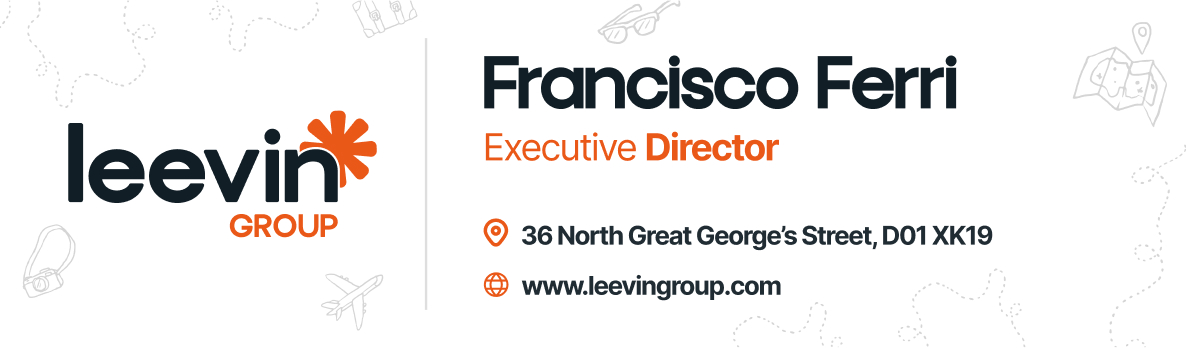 leevin
GROUP
Francisco Ferri
Executive Director
36 North Great George’s Street, D01 XK19
www.leevingroup.com